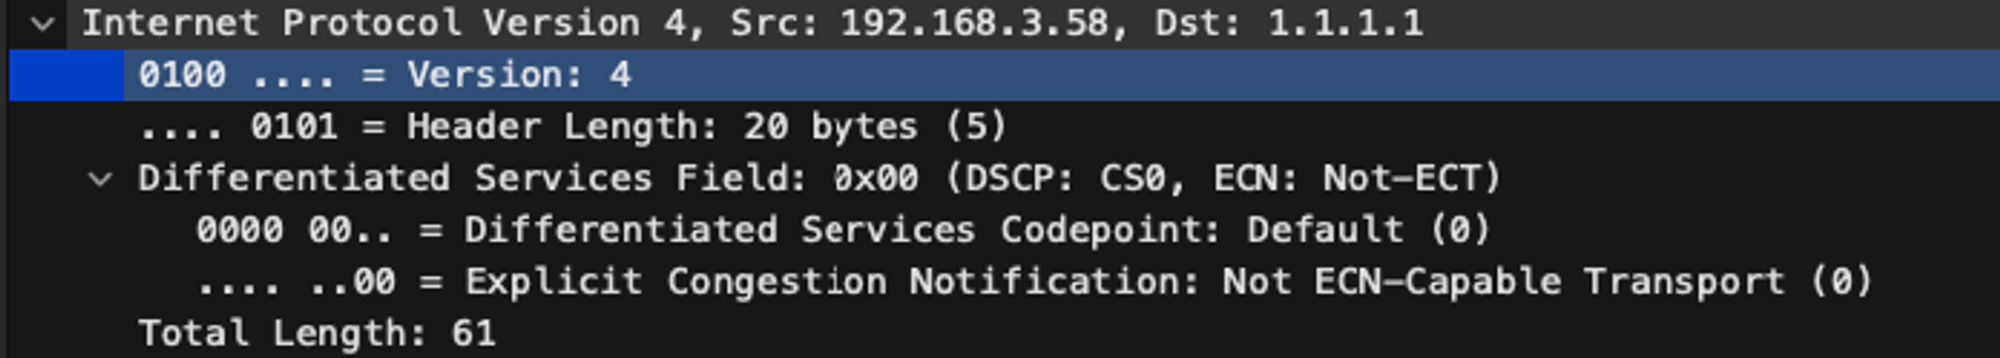 Internet Protocol Version 4, Src: 192.168.3.58, Dst: 1.1.1.1
0100 .... = Version: 4
.... 0101 = Header Length: 20 bytes (5)
Differentiated Services Field: 0x00 (DSCP: CS0, ECN: Not-ECT)
0000 00.. = Differentiated Services Codepoint: Default (0)
.... ..00 = Explicit Congestion Notification: Not ECN-Capable Transport (0)
Total Length: 61